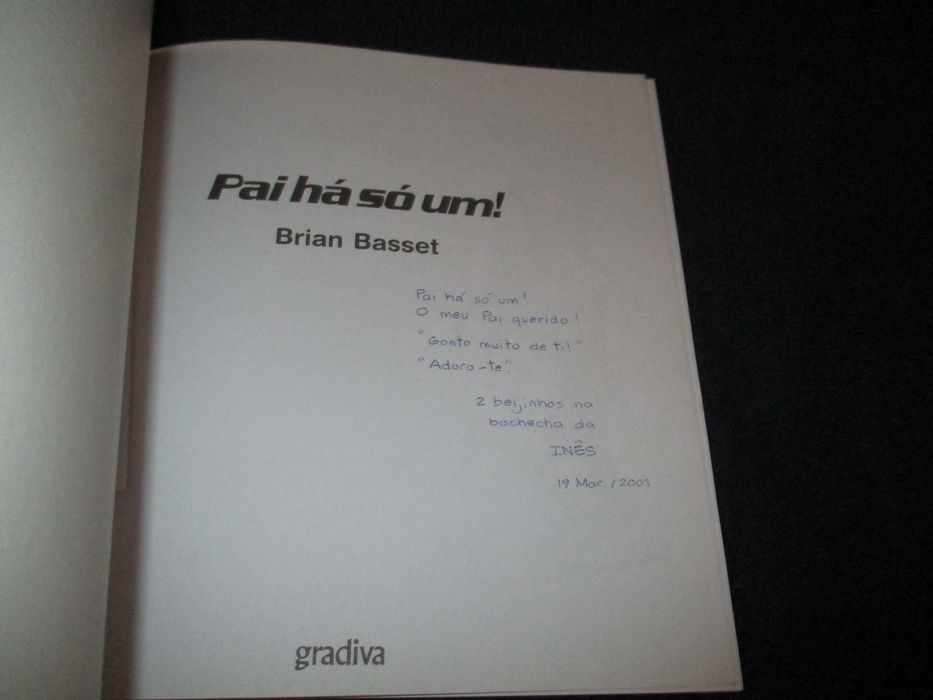 Pai há só um!
Brian Basset
Pai há só um!
O meu Pai querido!
"Gosto muito de ti!"
"Adoro-te".
2 beijinhos na
bochecha da
INÊS
19 Mar. / 2001
gradiva